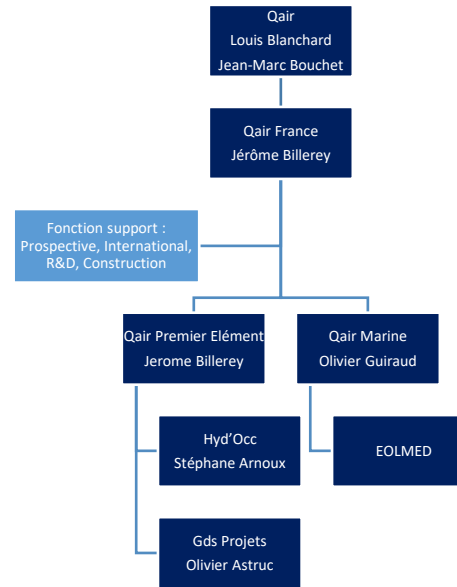 Qair
Louis Blanchard
Jean-Marc Bouchet
Qair France
Jérôme Billerey
Fonction support :
Prospective, International,
R&D, Construction
Qair Premier Elément
Jerome Billerey
Qair Marine
Olivier Guiraud
Hyd'Occ
Stéphane Arnoux
EOLMED
Gds Projets
Olivier Astruc